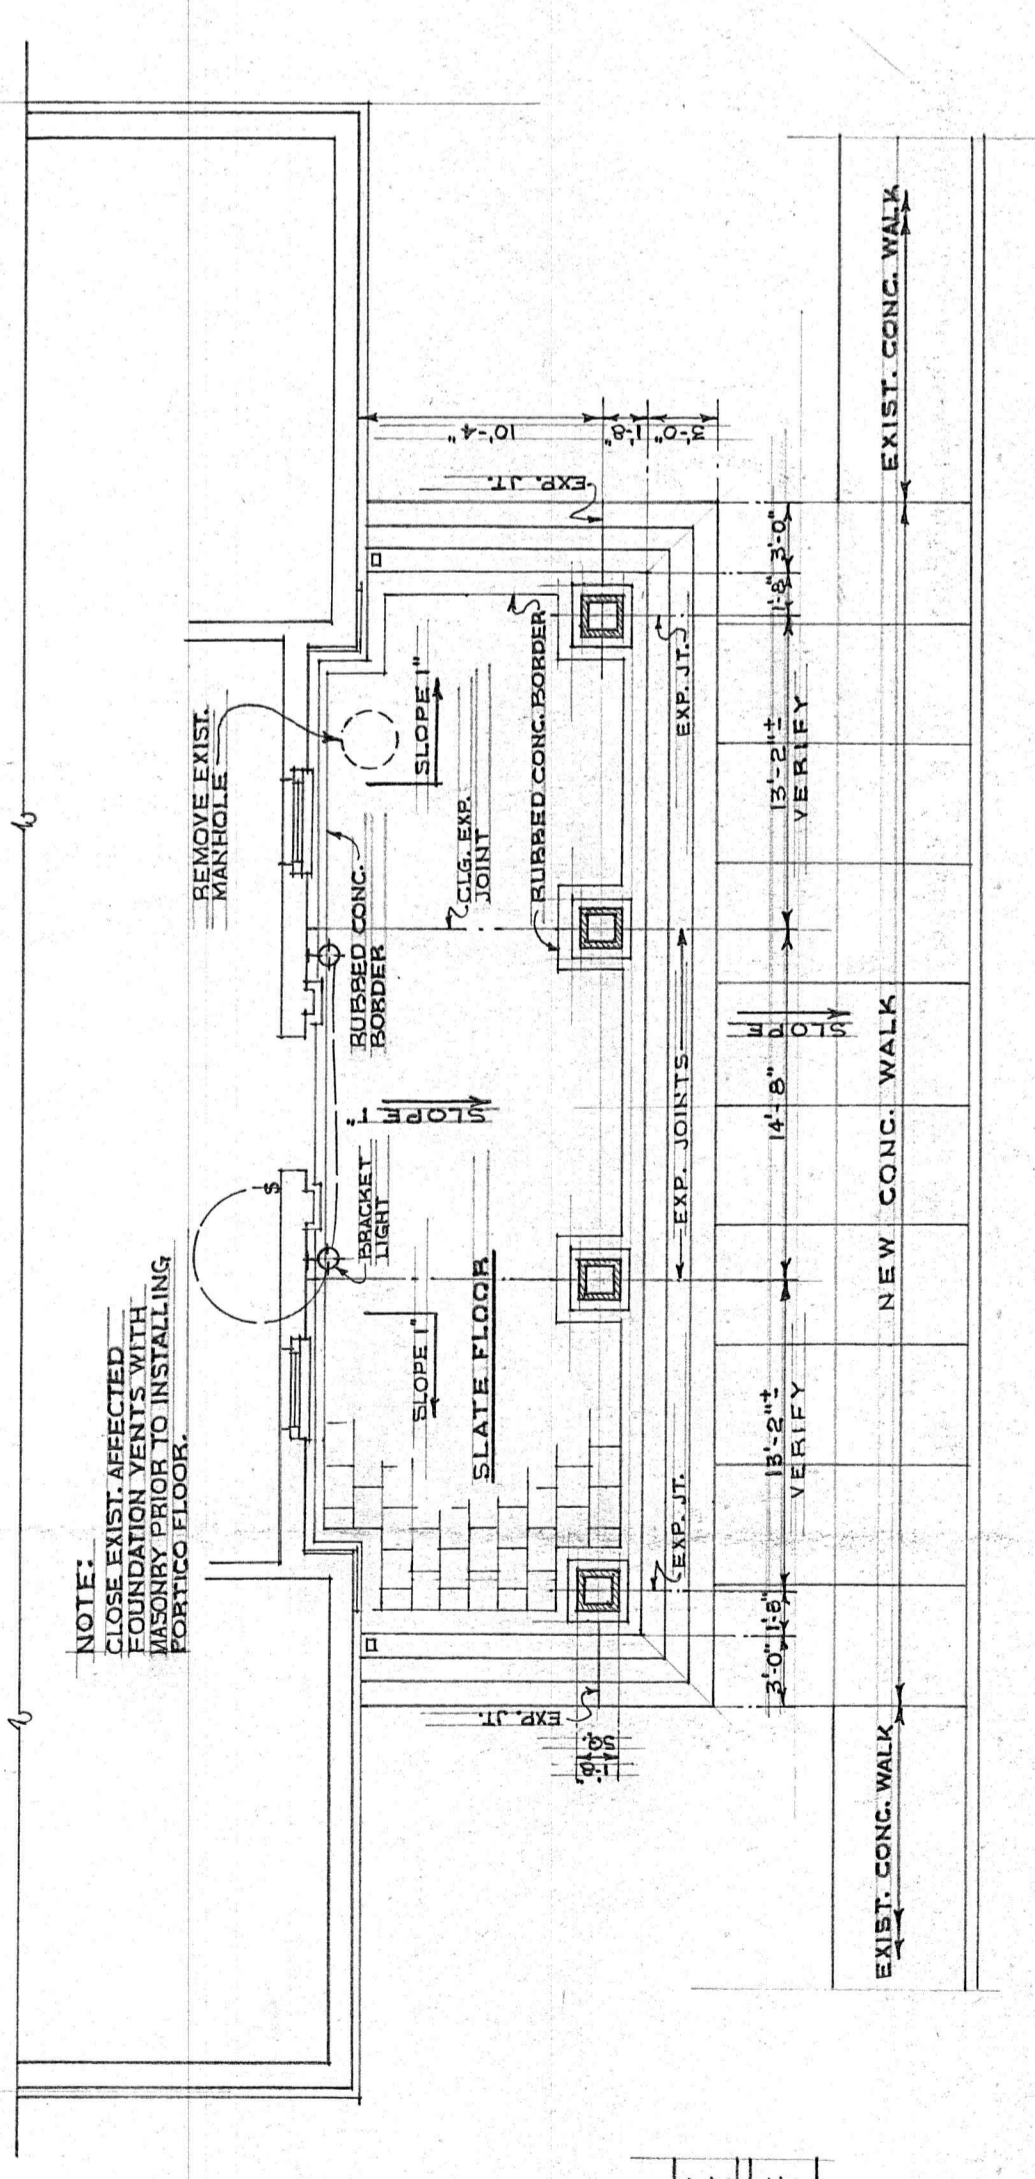 NOTE:
CLOSE EXIST. AFFECTED
FOUNDATION VENTS WITH
MASONRY PRIOR TO INSTALLING
PORTICO FLOOR.
REMOVE EXIST.
MANHOLE
$
BRACKET
LIGHT
RUBBED CONC.
BORDER
SLOPE 1"
SLOPE 1"
SLOPE 1"
CLG. EXP.
JOINT
SLATE FLOOR
RUBBED CONC. BORDER
EXP. JT.
EXP. JT.
10'-4"
1'-8"
3'-0"
1'-8"
SQ.
EXP. JT.
EXP. JOINTS
EXP. JT.
3'-0"
1'-8"
13'-2"±
VERIFY
14'-8"
SLOPE
13'-2"±
VERIFY
1'-8"
3'-0"
EXIST. CONC. WALK
NEW CONC. WALK
EXIST. CONC. WALK